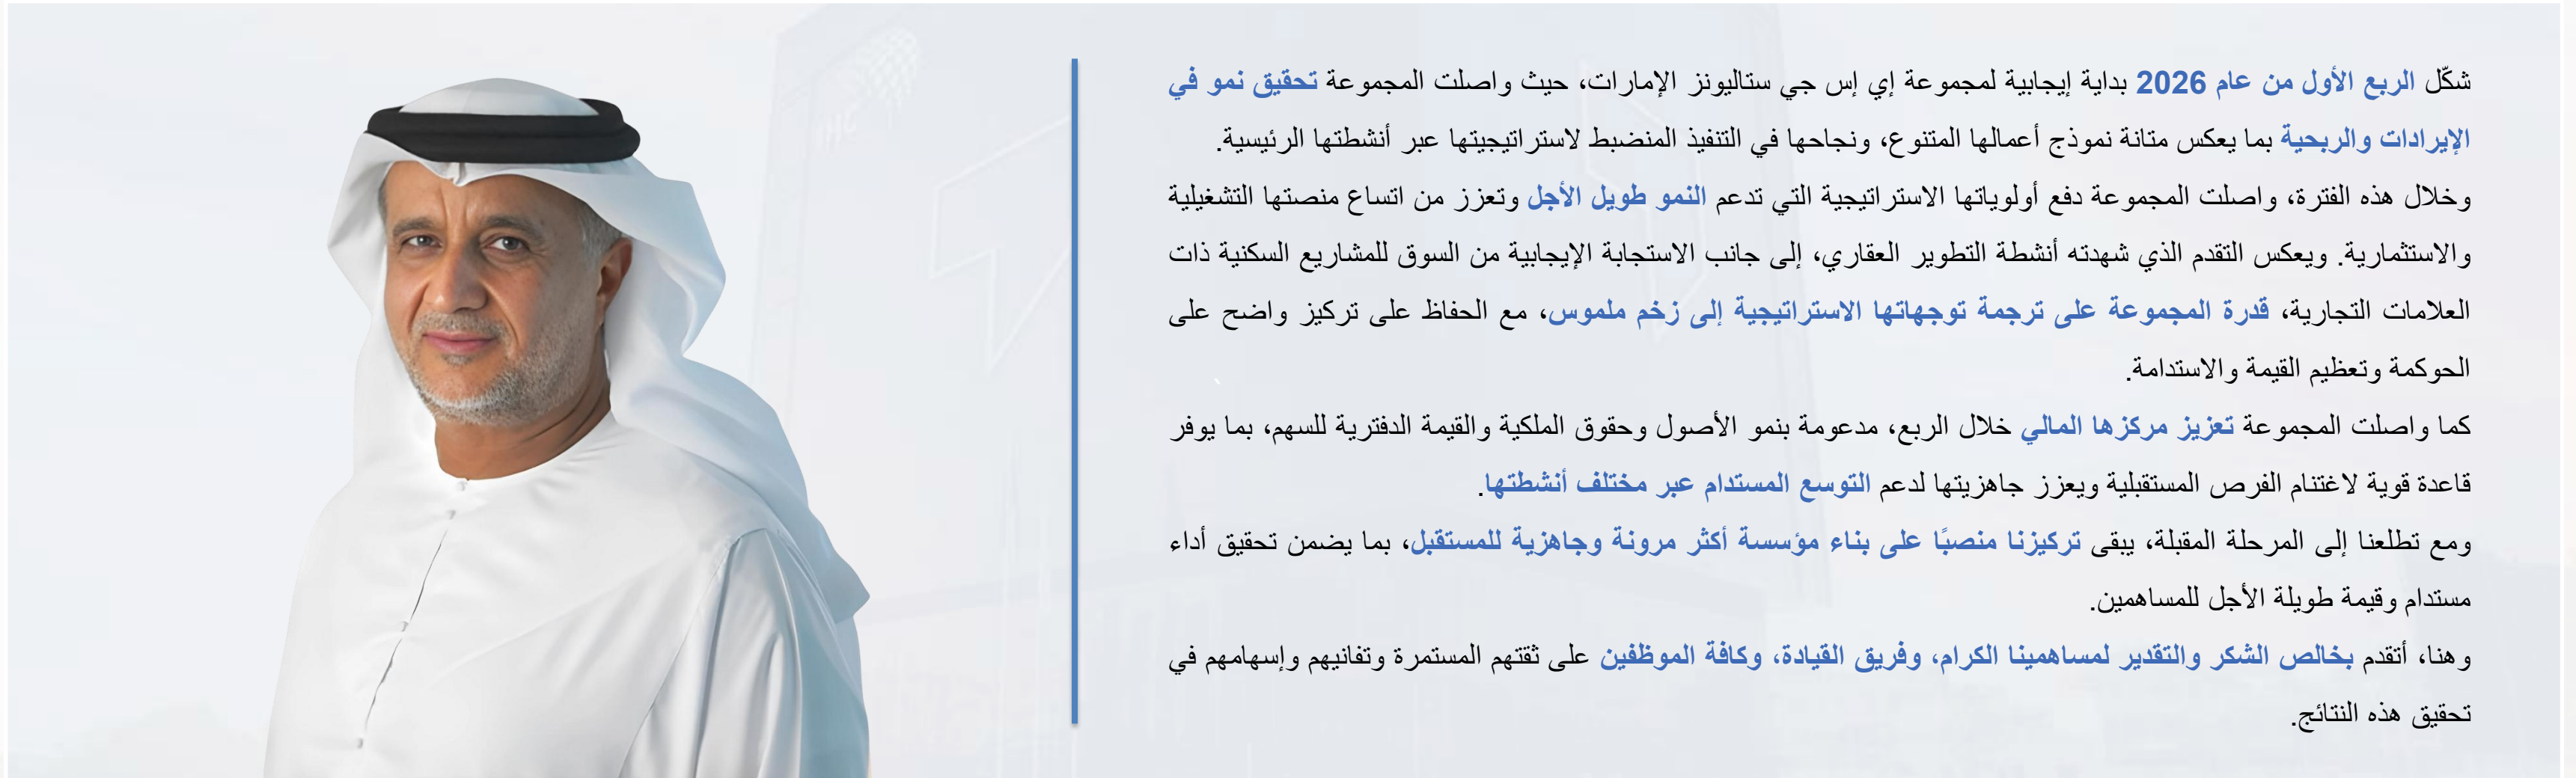 شكّل الربع الأول من عام 2026 بداية إيجابية لمجموعة إي إس جي ستاليونز الإمارات، حيث واصلت المجموعة تحقيق نمو في
الإيرادات والربحية بما يعكس متانة نموذج أعمالها المتنوع، ونجاحها في التنفيذ المنضبط لاستراتيجيتها عبر أنشطتها الرئيسية.
وخلال هذه الفترة، واصلت المجموعة دفع أولوياتها الاستراتيجية التي تدعم النمو طويل الأجل وتعزز من اتساع منصتها التشغيلية
والاستثمارية. ويعكس التقدم الذي شهدته أنشطة التطوير العقاري، إلى جانب الاستجابة الإيجابية من السوق للمشاريع السكنية ذات
العلامات التجارية، قدرة المجموعة على ترجمة توجهاتها الاستراتيجية إلى زخم ملموس، مع الحفاظ على تركيز واضح على
الحوكمة وتعظيم القيمة والاستدامة.
كما واصلت المجموعة تعزيز مركزها المالي خلال الربع، مدعومة بنمو الأصول وحقوق الملكية والقيمة الدفترية للسهم، بما يوفر
قاعدة قوية لاغتنام الفرص المستقبلية ويعزز جاهزيتها لدعم التوسع المستدام عبر مختلف أنشطتها.
ومع تطلعنا إلى المرحلة المقبلة، يبقى تركيزنا منصبًا على بناء مؤسسة أكثر مرونة وجاهزية للمستقبل، بما يضمن تحقيق أداء
مستدام وقيمة طويلة الأجل للمساهمين.
وهنا، أتقدم بخالص الشكر والتقدير لمساهمينا الكرام، وفريق القيادة، وكافة الموظفين على ثقتهم المستمرة وتفانيهم وإسهامهم في
تحقيق هذه النتائج.
IHC